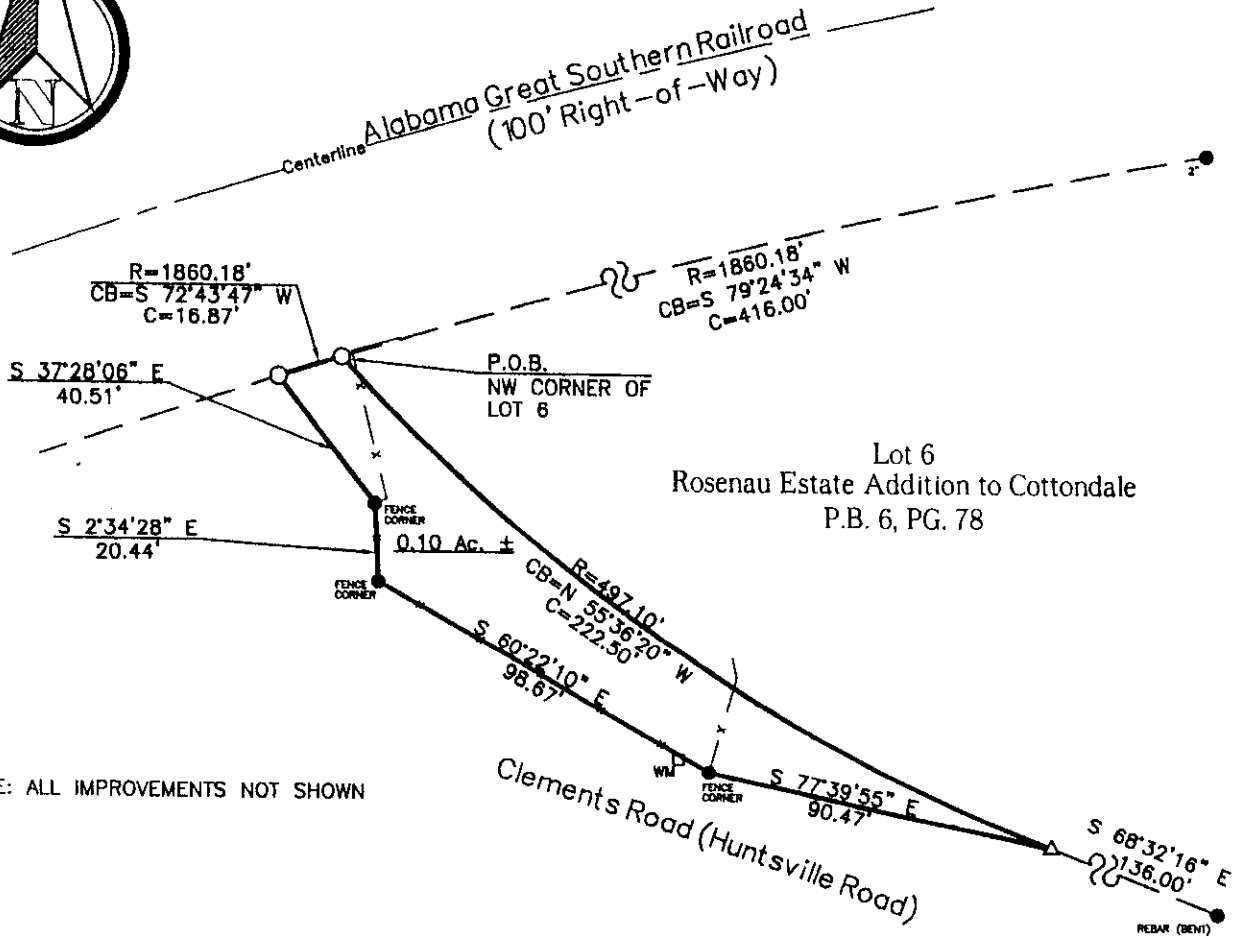 N
Alabama Great Southern Railroad
(100' Right-of-Way)
Centerline
2"
R=1860.18'
CB=S 72°43'47" W
C=16.87'
R=1860.18'
CB=S 79°24'34" W
C=416.00'
S 37°28'06" E
40.51'
P.O.B.
NW CORNER OF
LOT 6
Lot 6
Rosenau Estate Addition to Cottondale
P.B. 6, PG. 78
FENCE
CORNER
S 2°34'28" E
20.44'
0.10 Ac. ±
FENCE
CORNER
R=497.10'
CB=N 55°36'20" W
C=222.50'
S 60°22'10" E
98.67'
WM
FENCE
CORNER
S 77°39'55" E
90.47'
E: ALL IMPROVEMENTS NOT SHOWN
Clements Road (Huntsville Road)
S 68°32'16" E
136.00'
REBAR (BENT)